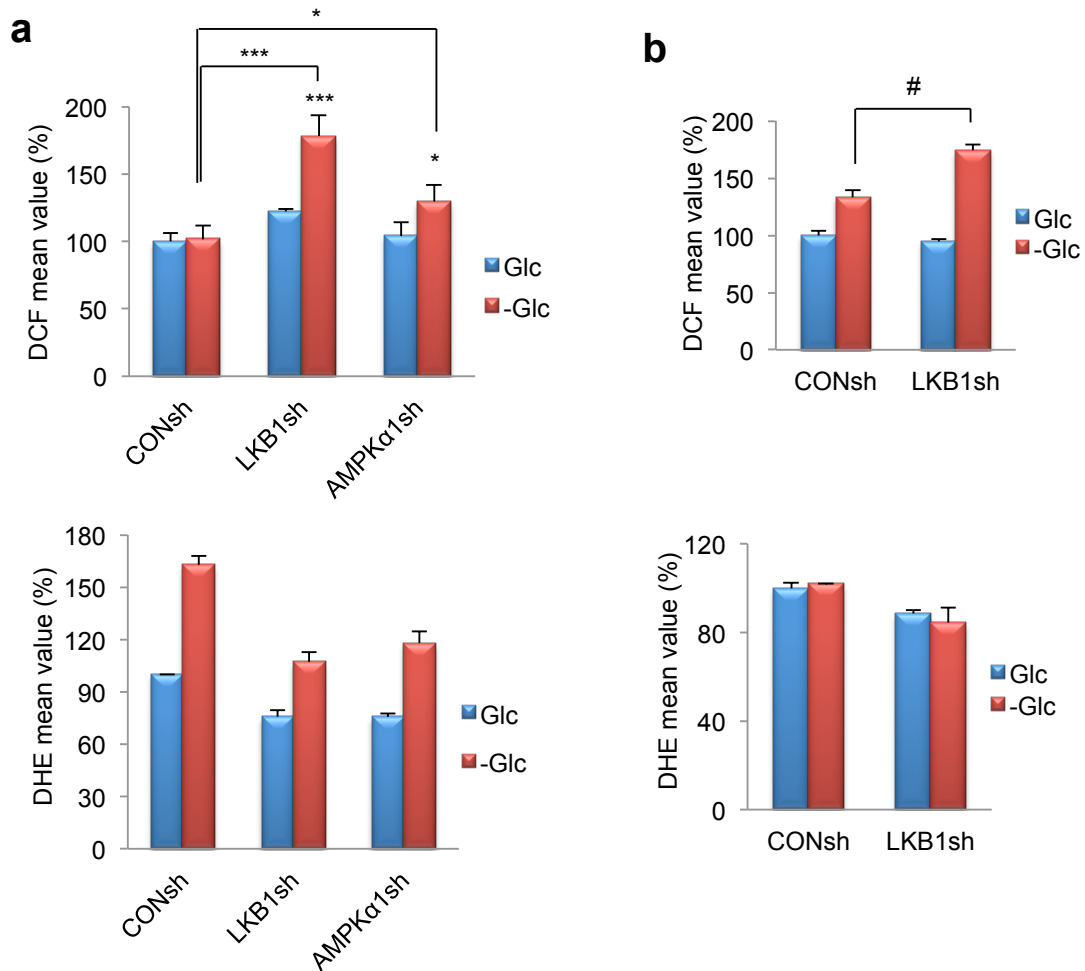 a
*
***
***
*
DCF mean value (%)
200
150
100
50
0
CONsh
LKB1sh
AMPKα1sh
Glc
-Glc
b
#
DCF mean value (%)
200
150
100
50
0
CONsh
LKB1sh
Glc
-Glc
DHE mean value (%)
180
150
120
90
60
30
0
CONsh
LKB1sh
AMPKα1sh
Glc
-Glc
DHE mean value (%)
120
80
40
0
CONsh
LKB1sh
Glc
-Glc